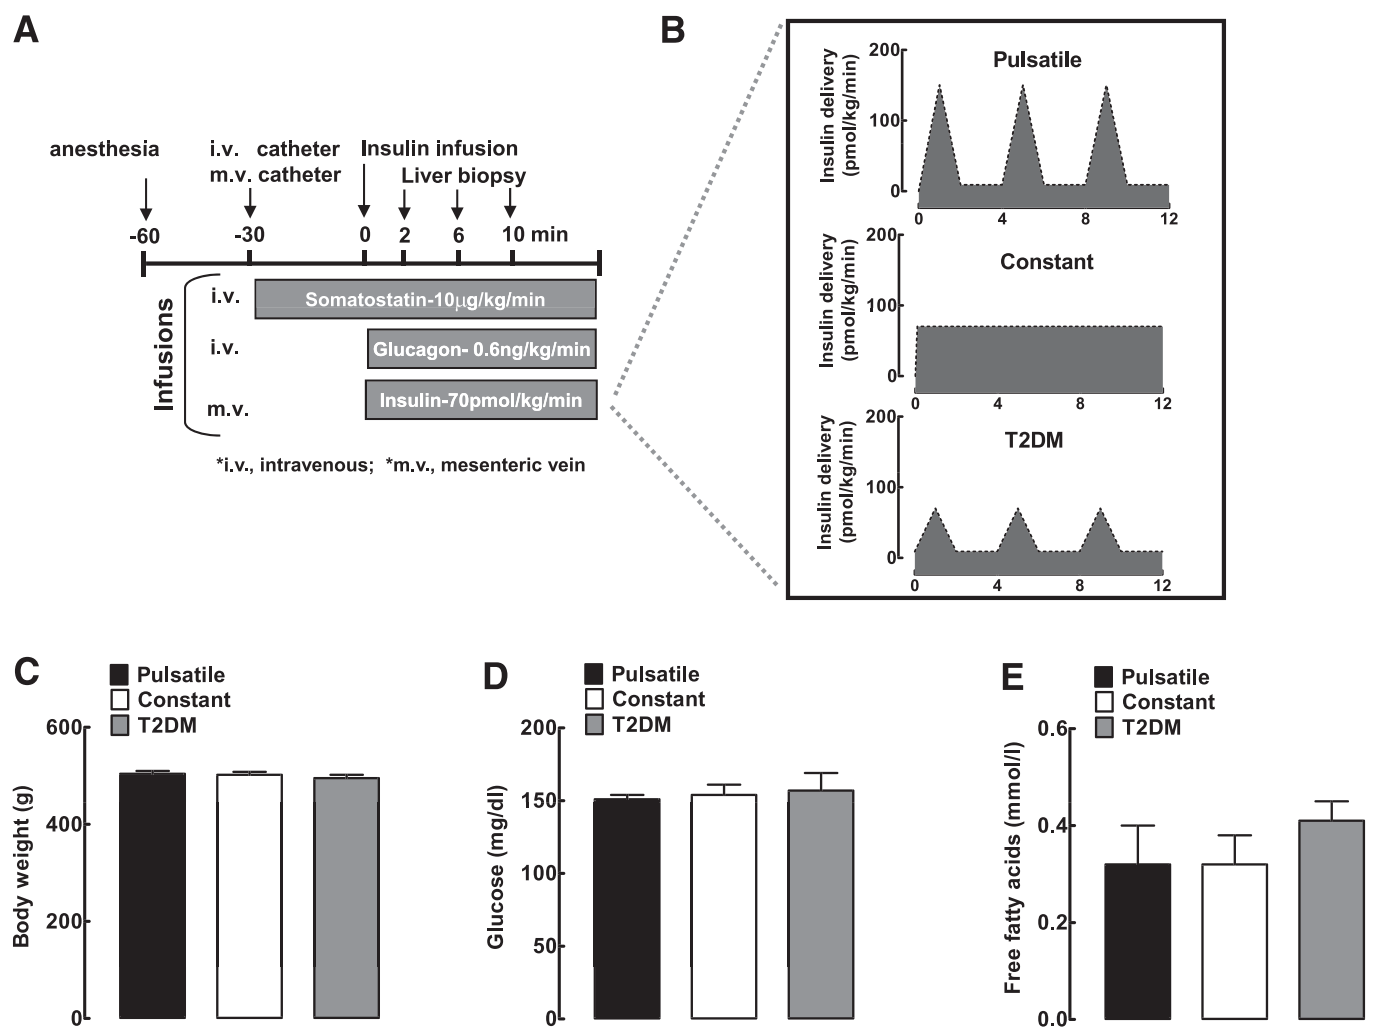 A
anesthesia
i.v. catheter
m.v. catheter
Insulin infusion
Liver biopsy
-60
-30
0
2
6
10 min
Infusions
i.v.
Somatostatin-10µg/kg/min
i.v.
Glucagon- 0.6ng/kg/min
m.v.
Insulin-70pmol/kg/min
*i.v., intravenous; *m.v., mesenteric vein
B
Pulsatile
Insulin delivery
(pmol/kg/min)
200
100
0
0 4 8 12
Constant
Insulin delivery
(pmol/kg/min)
200
100
0
0 4 8 12
T2DM
Insulin delivery
(pmol/kg/min)
200
100
0
0 4 8 12
C
Pulsatile
Constant
T2DM
Body weight (g)
600
400
200
0
D
Pulsatile
Constant
T2DM
Glucose (mg/dl)
200
150
100
50
0
E
Pulsatile
Constant
T2DM
Free fatty acids (mmol/l)
0.6
0.4
0.2
0.0